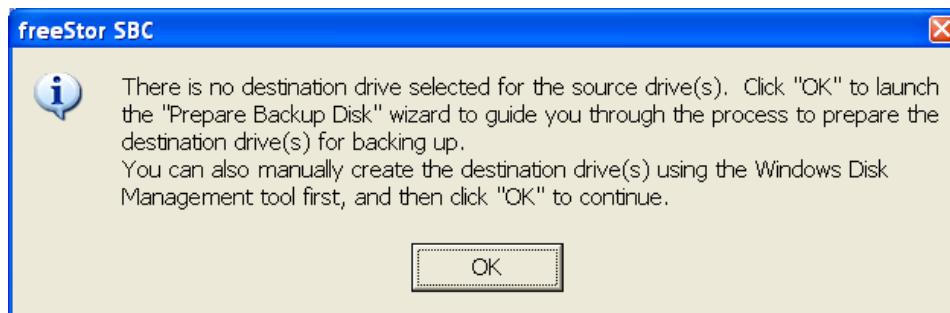 freeStor SBC
There is no destination drive selected for the source drive(s).  Click "OK" to launch
the "Prepare Backup Disk" wizard to guide you through the process to prepare the
destination drive(s) for backing up.
You can also manually create the destination drive(s) using the Windows Disk
Management tool first, and then click "OK" to continue.
OK